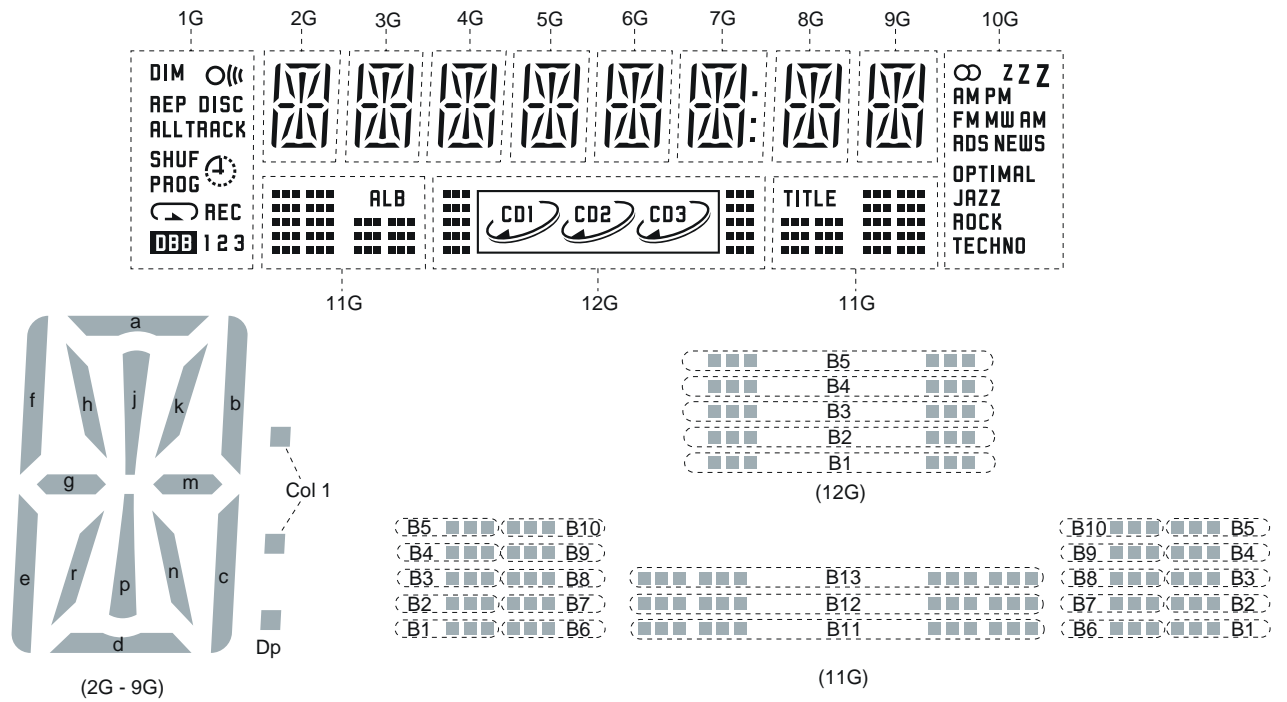 1G 2G 3G 4G 5G 6G 7G 8G 9G 10G
DIM
REP DISC
ALL TRACK
SHUF
PROG
REC
DBB 1 2 3
ALB
CD1 CD2 CD3
TITLE
Z Z Z
AM PM
FM MW AM
RDS NEWS
OPTIMAL
JAZZ
ROCK
TECHNO
11G 12G 11G
a
f h j k b
g m
e r p n c
d
Col 1
Dp
(2G - 9G)
B5
B4
B3
B2
B1
(12G)
B5 B10
B4 B9
B3 B8
B2 B7
B1 B6
B13
B12
B11
(11G)
B10 B5
B9 B4
B8 B3
B7 B2
B6 B1